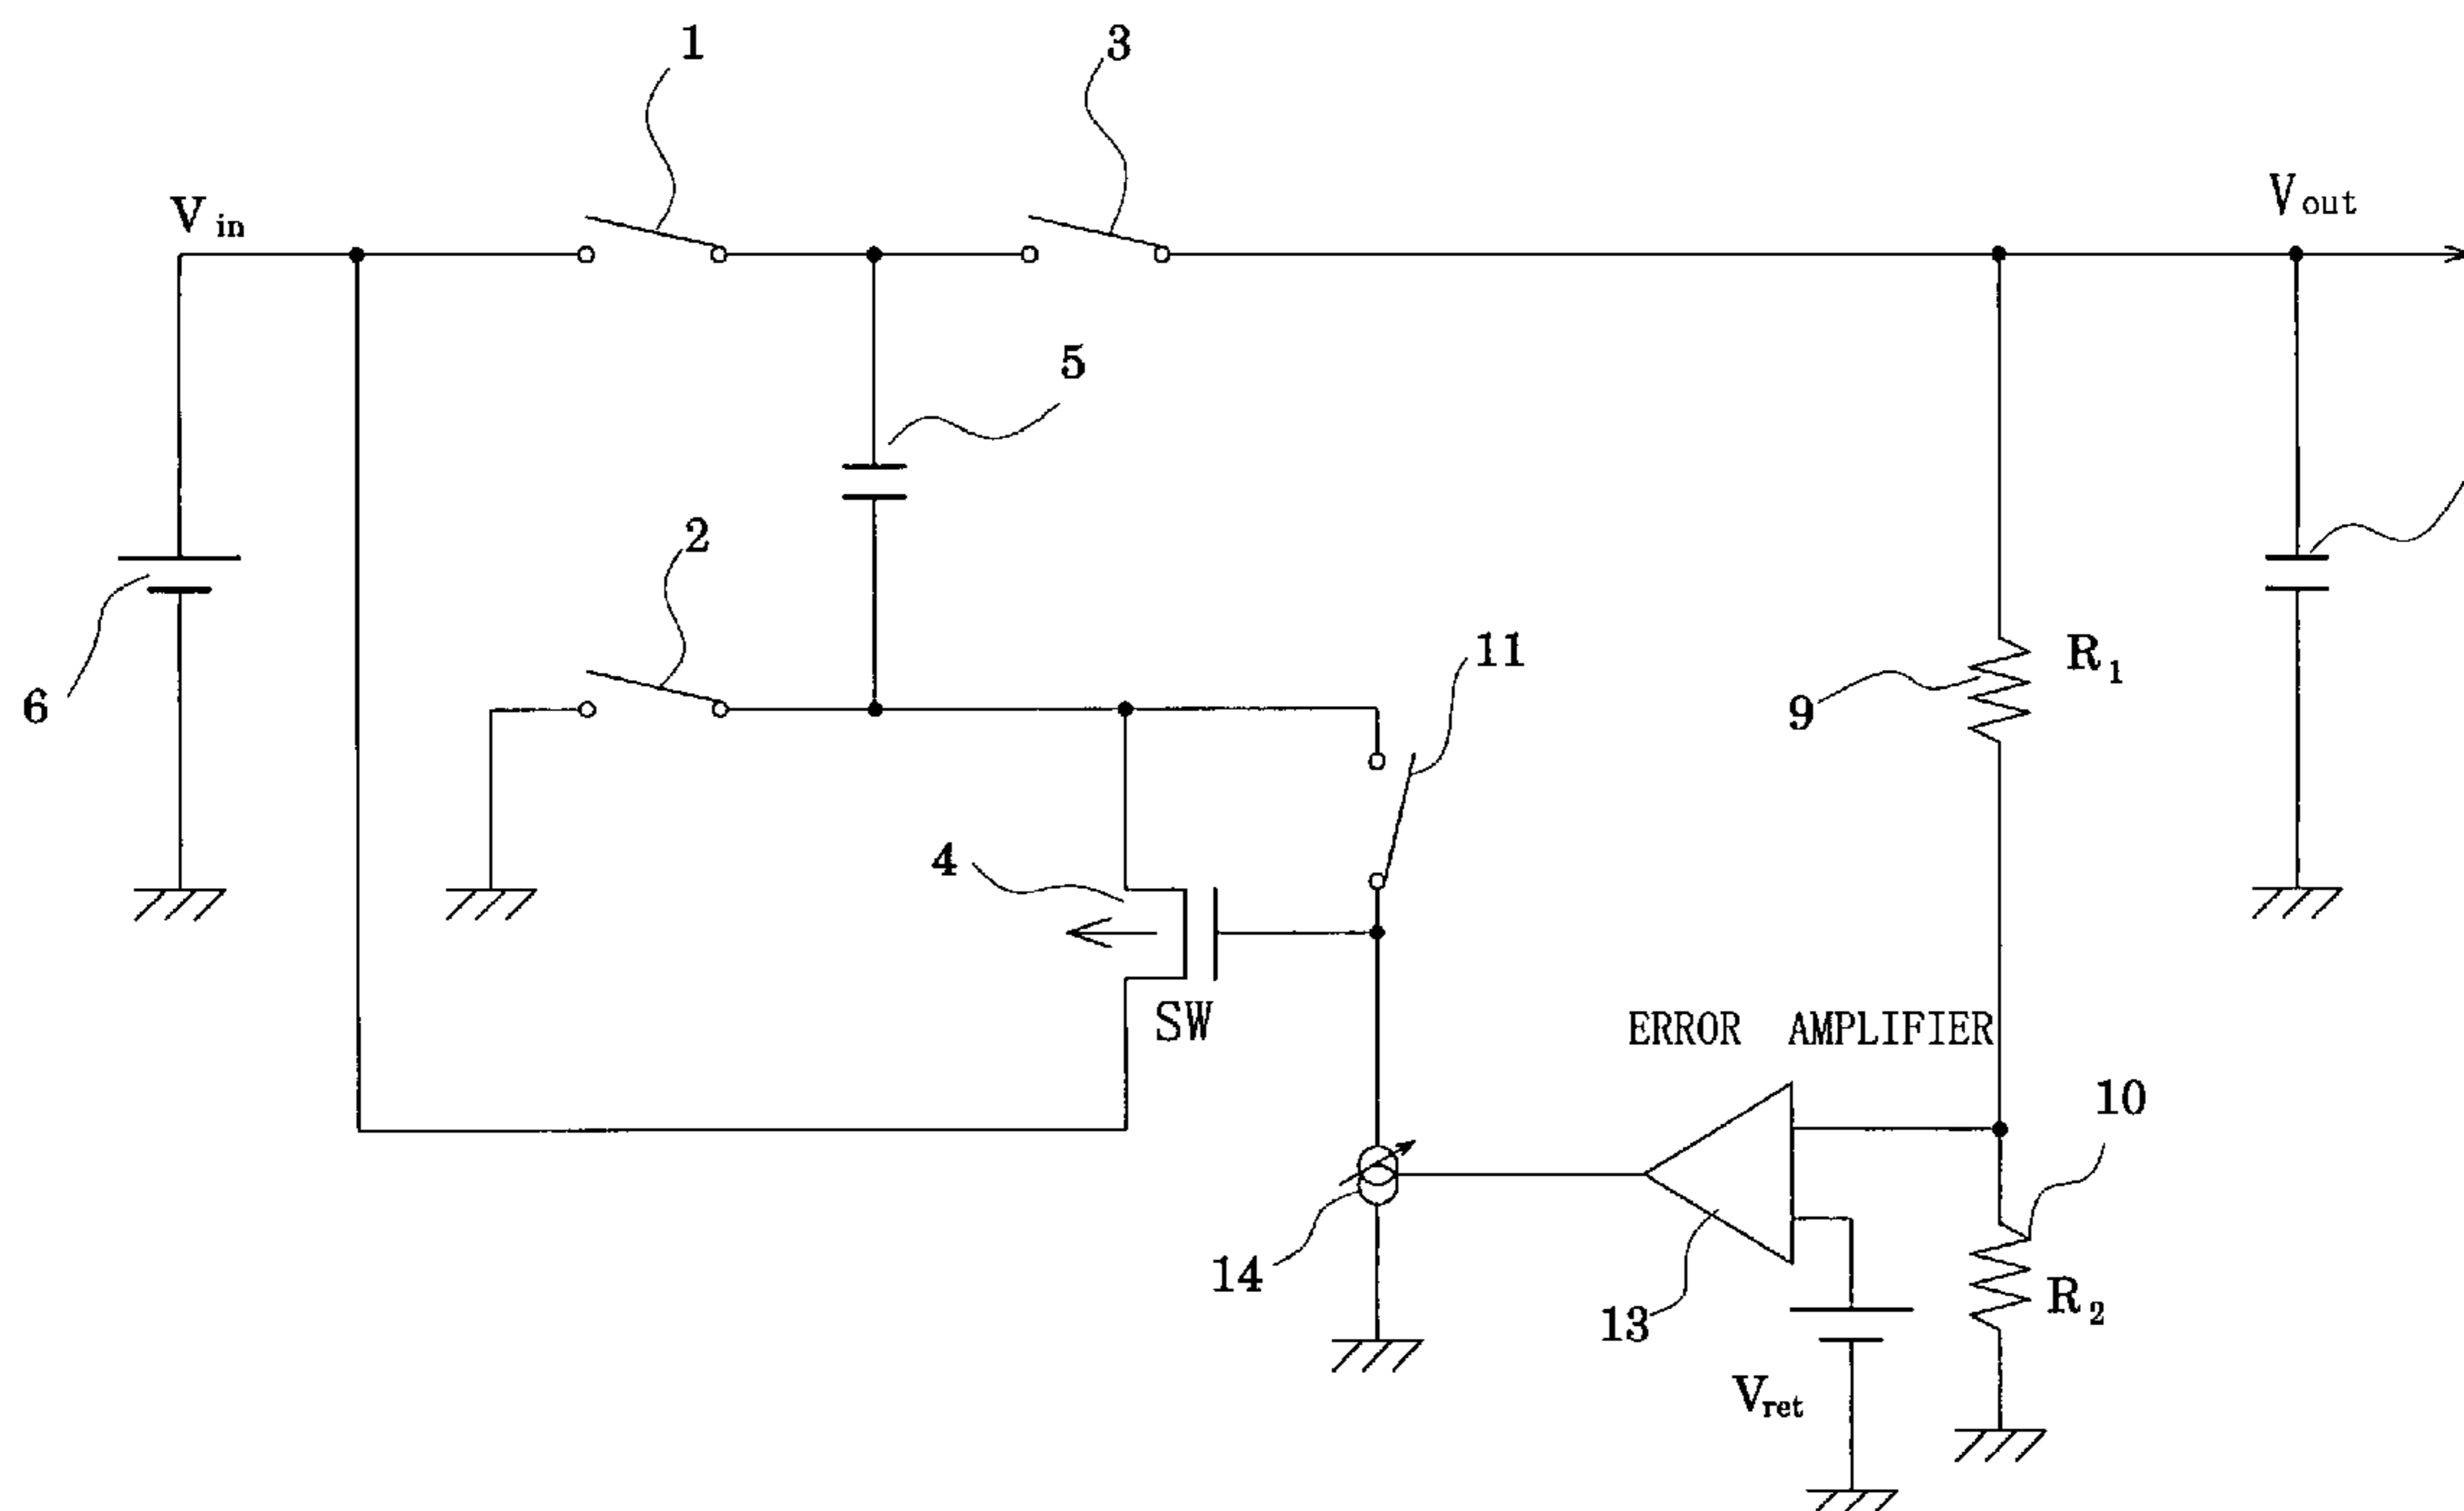 1
3
V in
V out
5
2
11
6
R 1
9
4
SW
ERROR AMPLIFIER
10
14
13
R 2
V ret